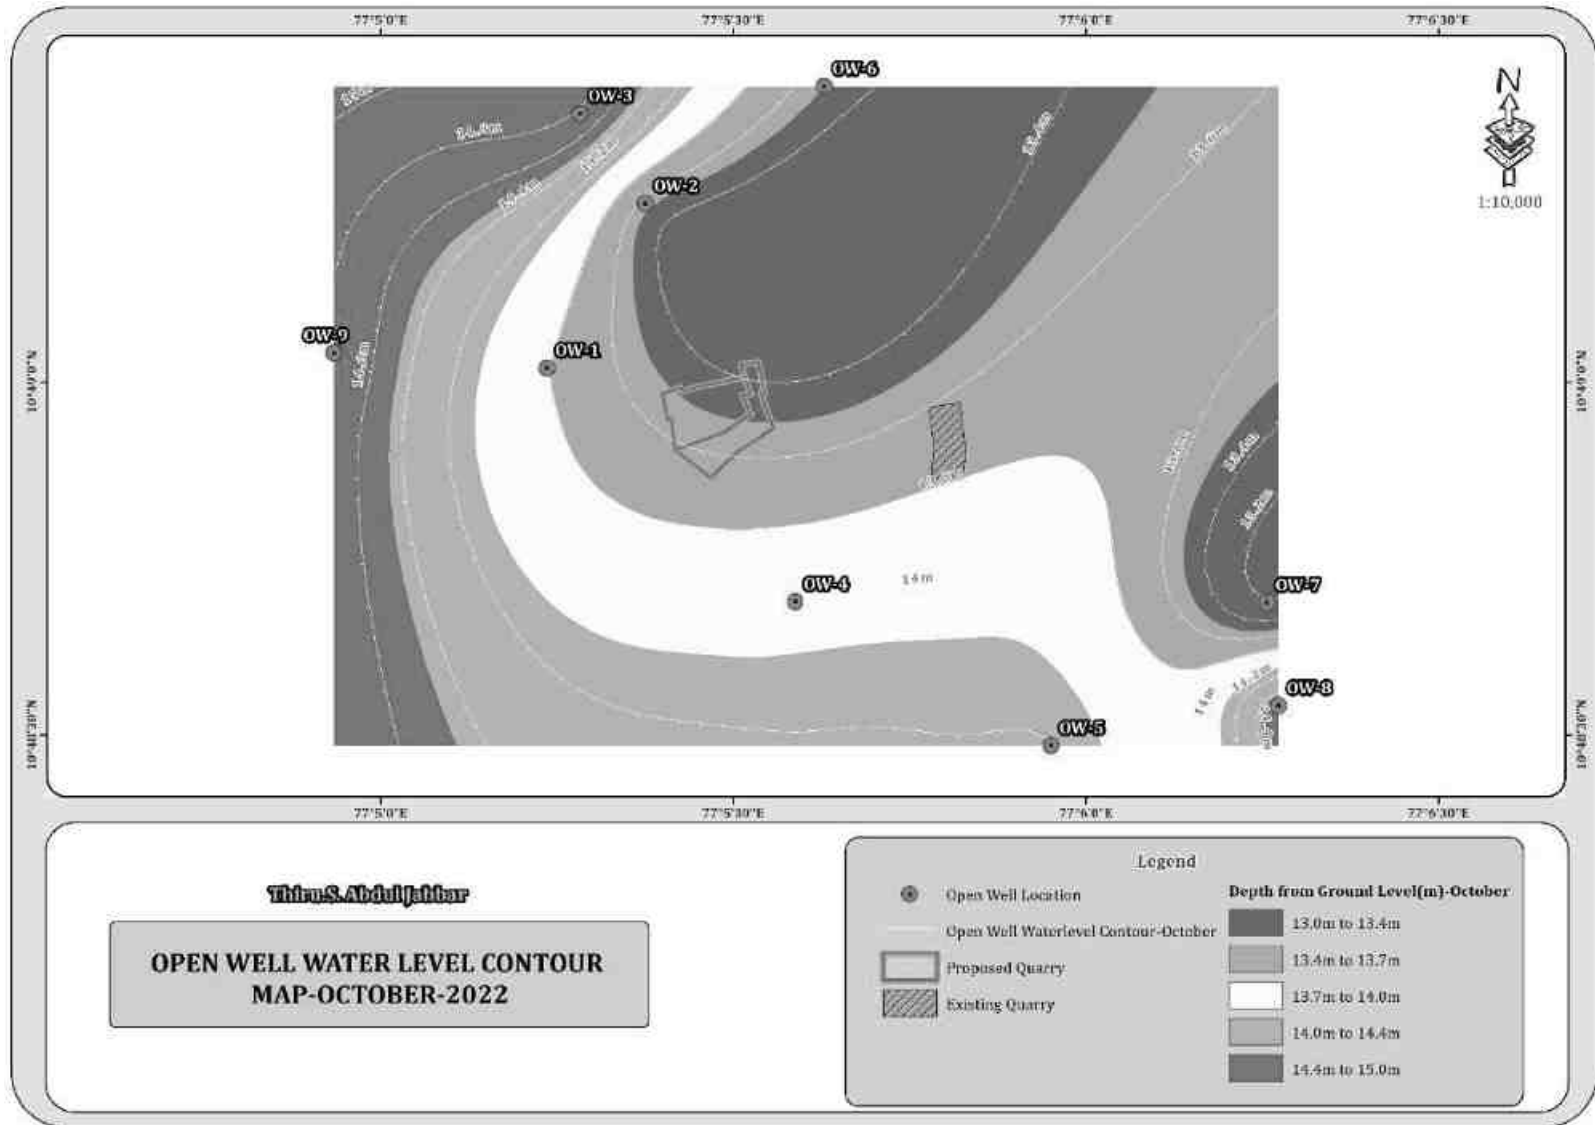 77°5'0"E 77°5'30"E 77°6'0"E 77°6'30"E
OW-6
OW-3
N
1:10,000
OW-2
OW-9
OW-1
10°49'0"N
10°49'0"N
14m
OW-4
OW-7
14m
14.2m
OW-8
OW-5
10°48'30"N
10°48'30"N
77°5'0"E 77°5'30"E 77°6'0"E 77°6'30"E
Thiru.S. Abdul Jabbar
OPEN WELL WATER LEVEL CONTOUR
MAP-OCTOBER-2022
Legend
Open Well Location
Open Well Waterlevel Contour-October
Proposed Quarry
Existing Quarry
Depth from Ground Level(m)-October
13.0m to 13.4m
13.4m to 13.7m
13.7m to 14.0m
14.0m to 14.4m
14.4m to 15.0m